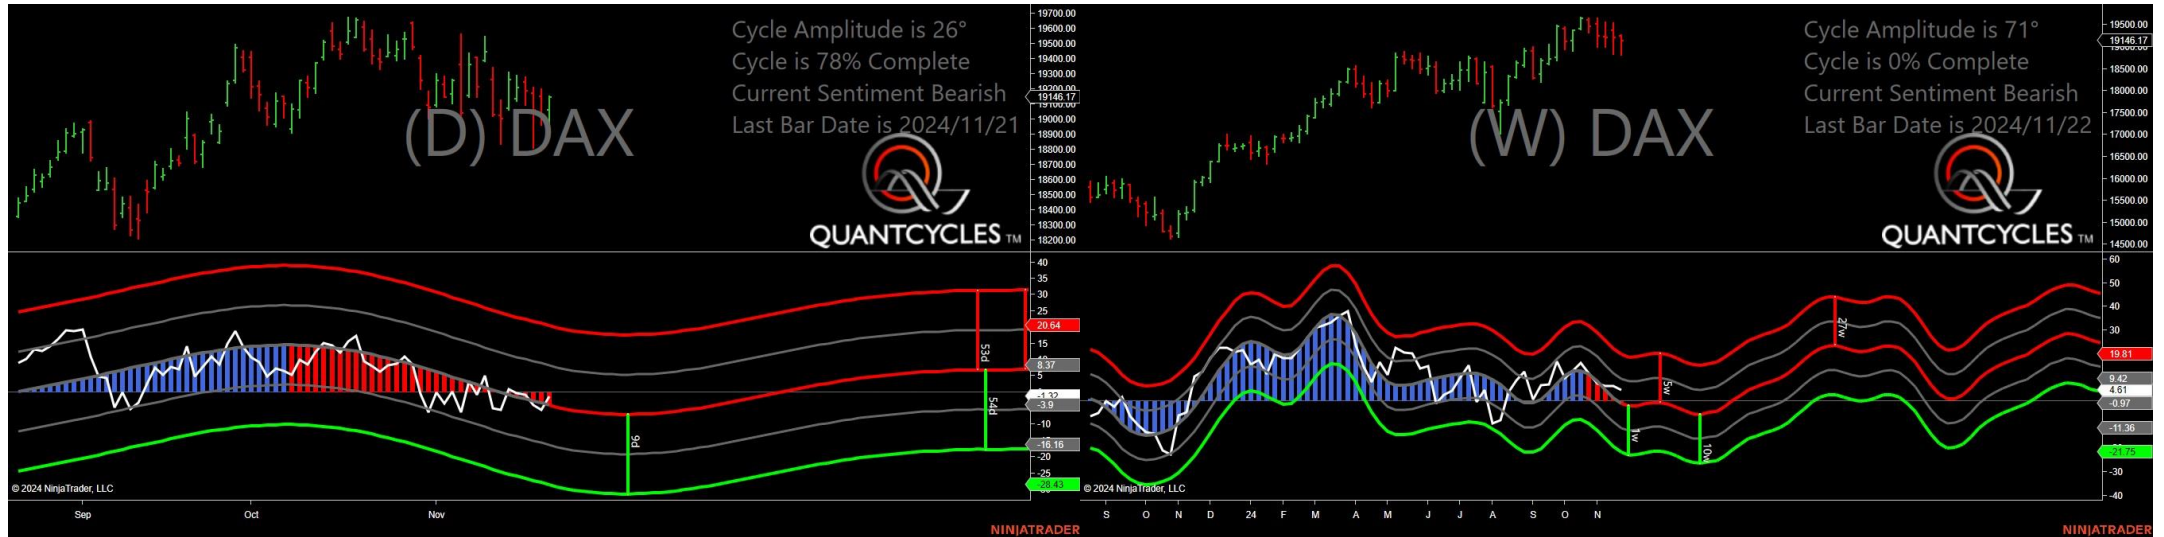 Cycle Amplitude is 26°
Cycle is 78% Complete
Current Sentiment Bearish
Last Bar Date is 2024/11/21
(D) DAX
QUANTCYCLES TM
19700.00
19600.00
19500.00
19400.00
19300.00
19200.00
19146.17
19100.00
19000.00
18900.00
18800.00
18700.00
18600.00
18500.00
18400.00
18300.00
18200.00
40
35
30
25
20.64
15
8.37
5
-1.32
-3.9
-10
-16.16
-20
-25
-28.43
9d
53d
54d
© 2024 NinjaTrader, LLC
Sep
Oct
Nov
NINJATRADER
Cycle Amplitude is 71°
Cycle is 0% Complete
Current Sentiment Bearish
Last Bar Date is 2024/11/22
(W) DAX
QUANTCYCLES TM
19500.00
19146.17
18500.00
18000.00
17500.00
17000.00
16500.00
16000.00
15500.00
15000.00
14500.00
60
50
40
30
19.81
9.42
4.61
-0.97
-11.36
-21.75
-30
-40
5w
1w
10w
27w
© 2024 NinjaTrader, LLC
S
O
N
D
24
F
M
A
M
J
J
A
S
O
N
NINJATRADER